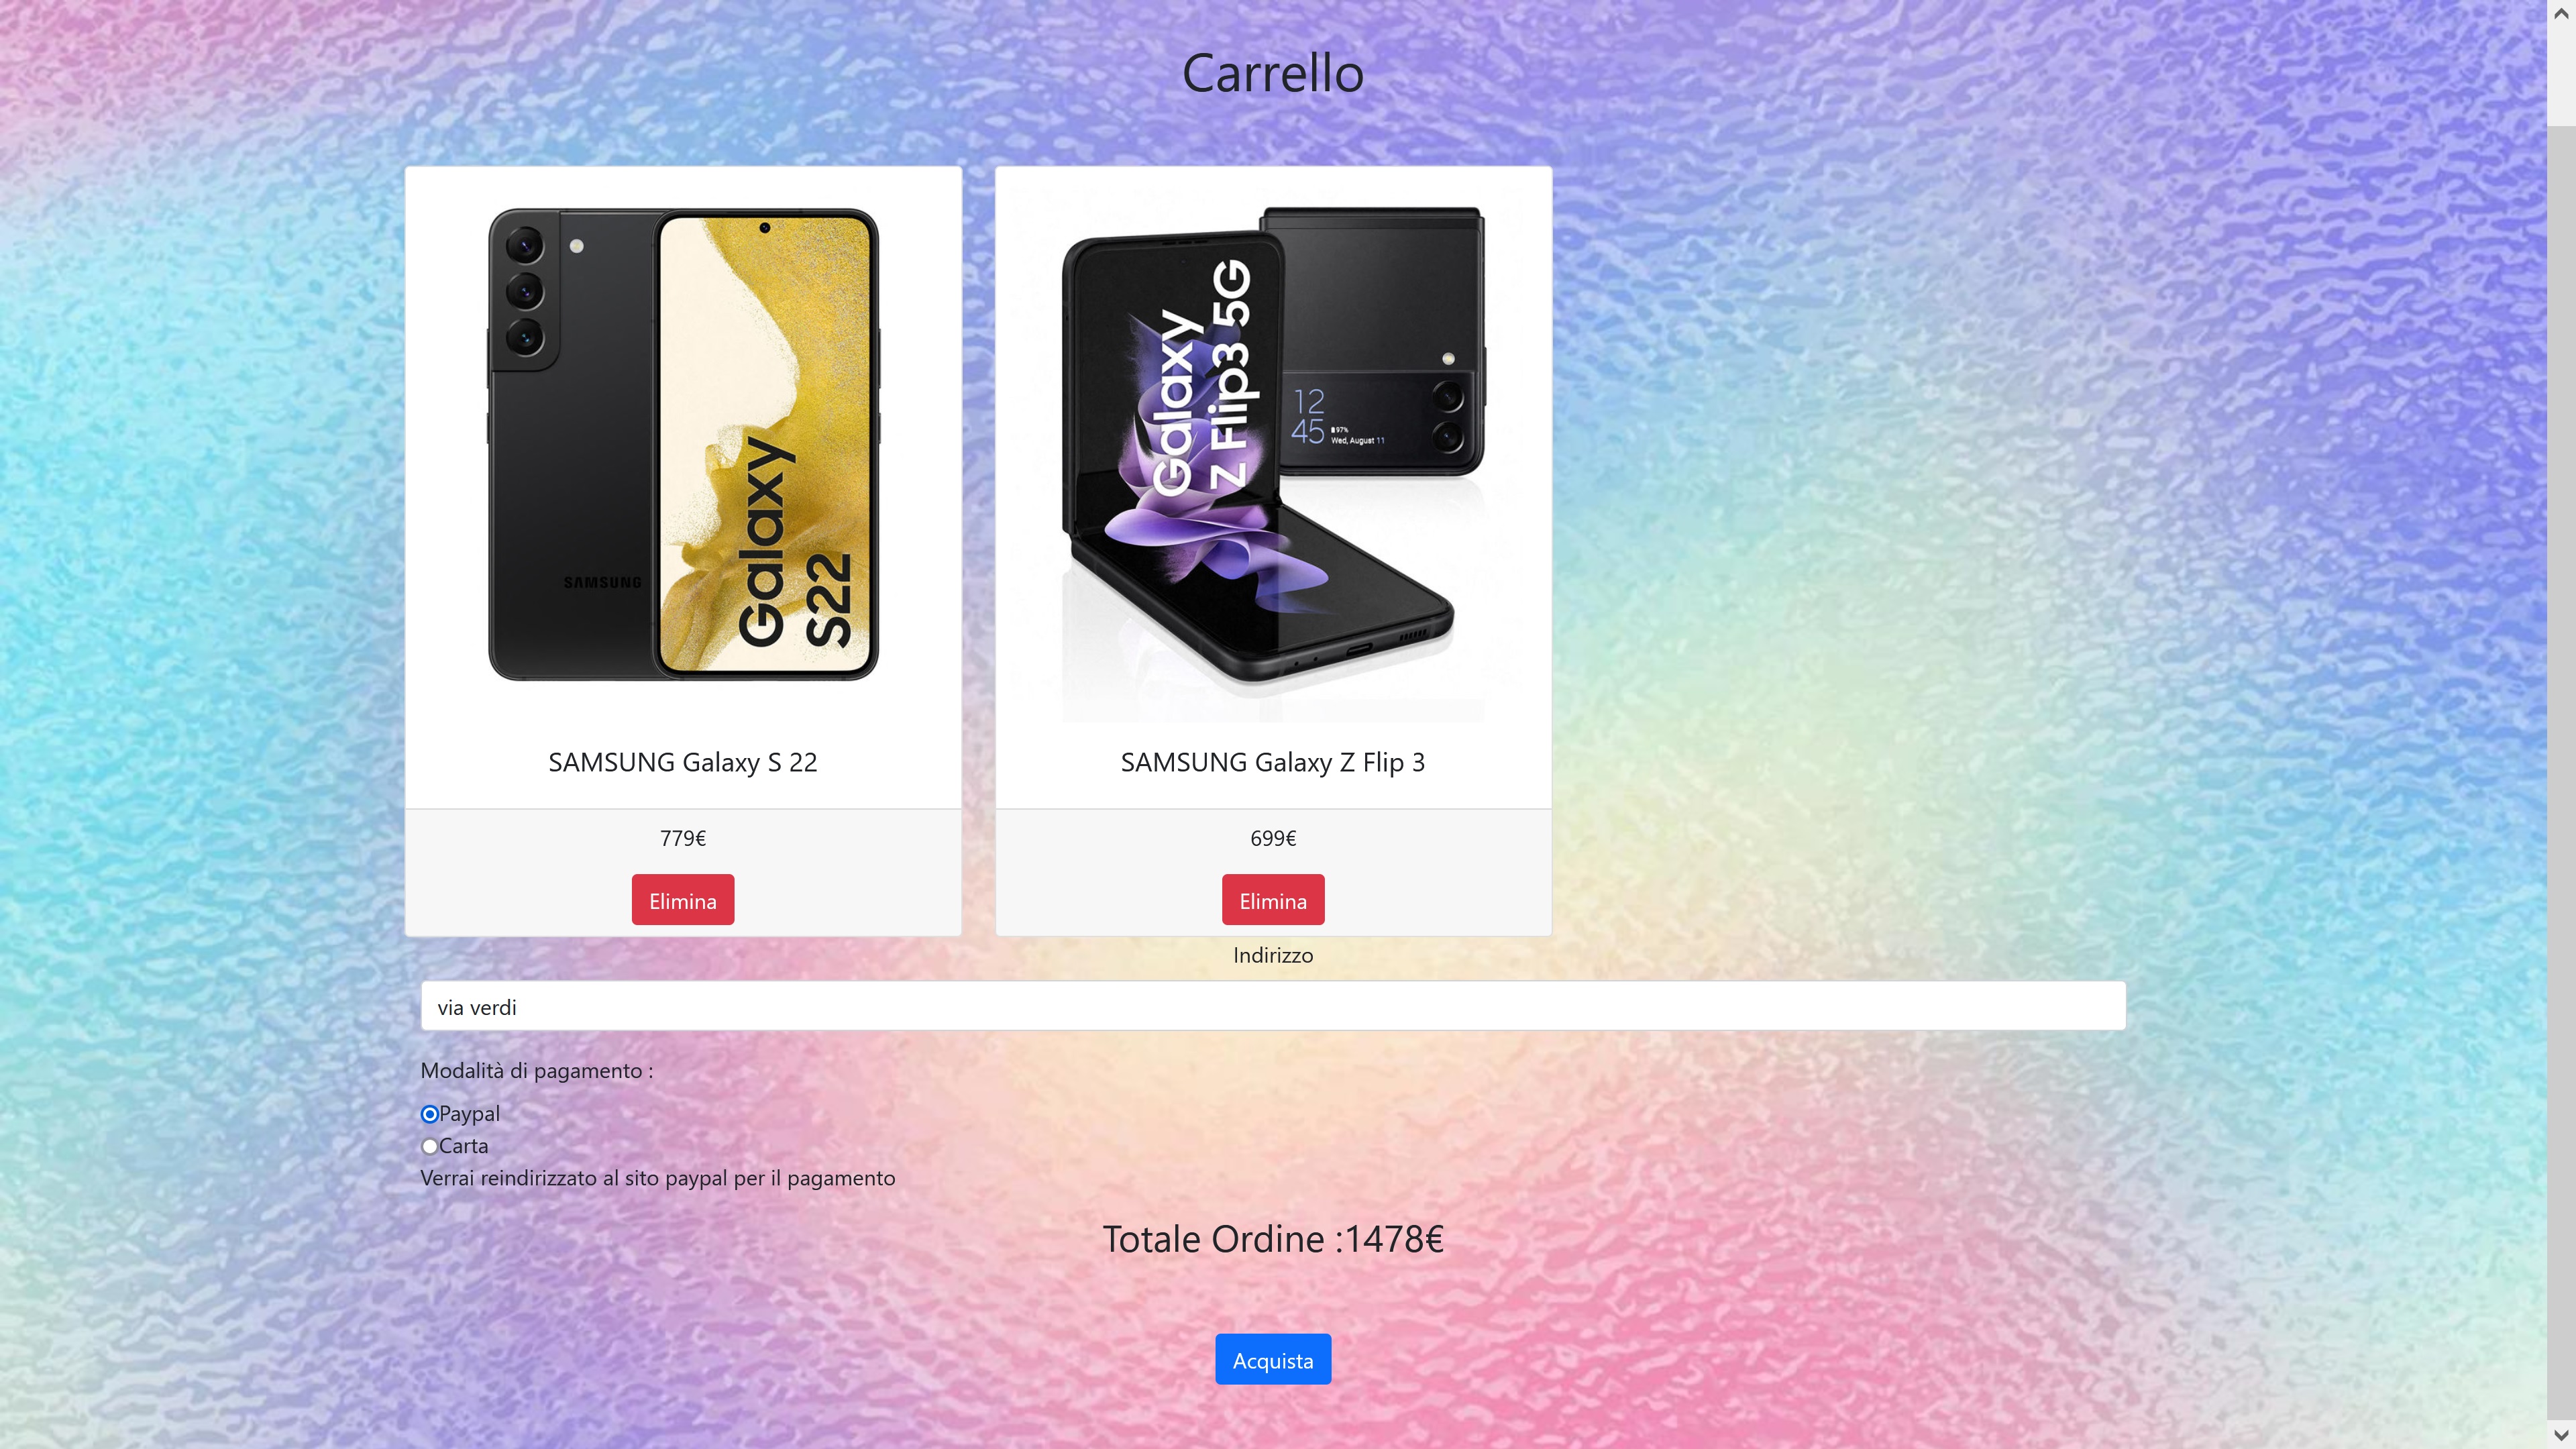 Carrello
SAMSUNG
Galaxy
S22
Galaxy
Z Flip3 5G
12
45
97%
Wed, August 11
SAMSUNG Galaxy S 22
SAMSUNG Galaxy Z Flip 3
779€
699€
Elimina
Elimina
Indirizzo
via verdi
Modalità di pagamento :
Paypal
Carta
Verrai reindirizzato al sito paypal per il pagamento
Totale Ordine :1478€
Acquista